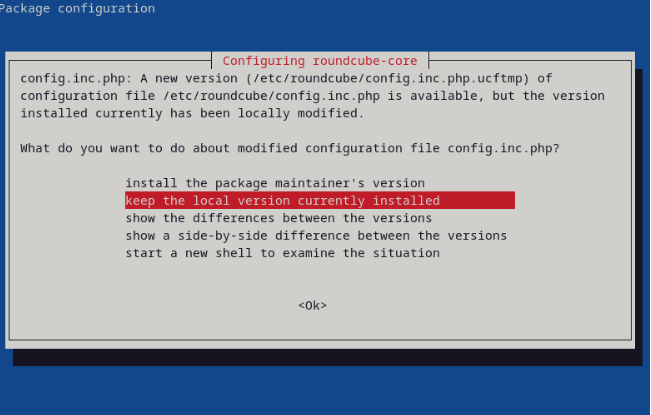 Package configuration
Configuring roundcube-core
config.inc.php: A new version (/etc/roundcube/config.inc.php.ucftmp) of
configuration file /etc/roundcube/config.inc.php is available, but the version
installed currently has been locally modified.
What do you want to do about modified configuration file config.inc.php?
install the package maintainer's version
keep the local version currently installed
show the differences between the versions
show a side-by-side difference between the versions
start a new shell to examine the situation
<Ok>